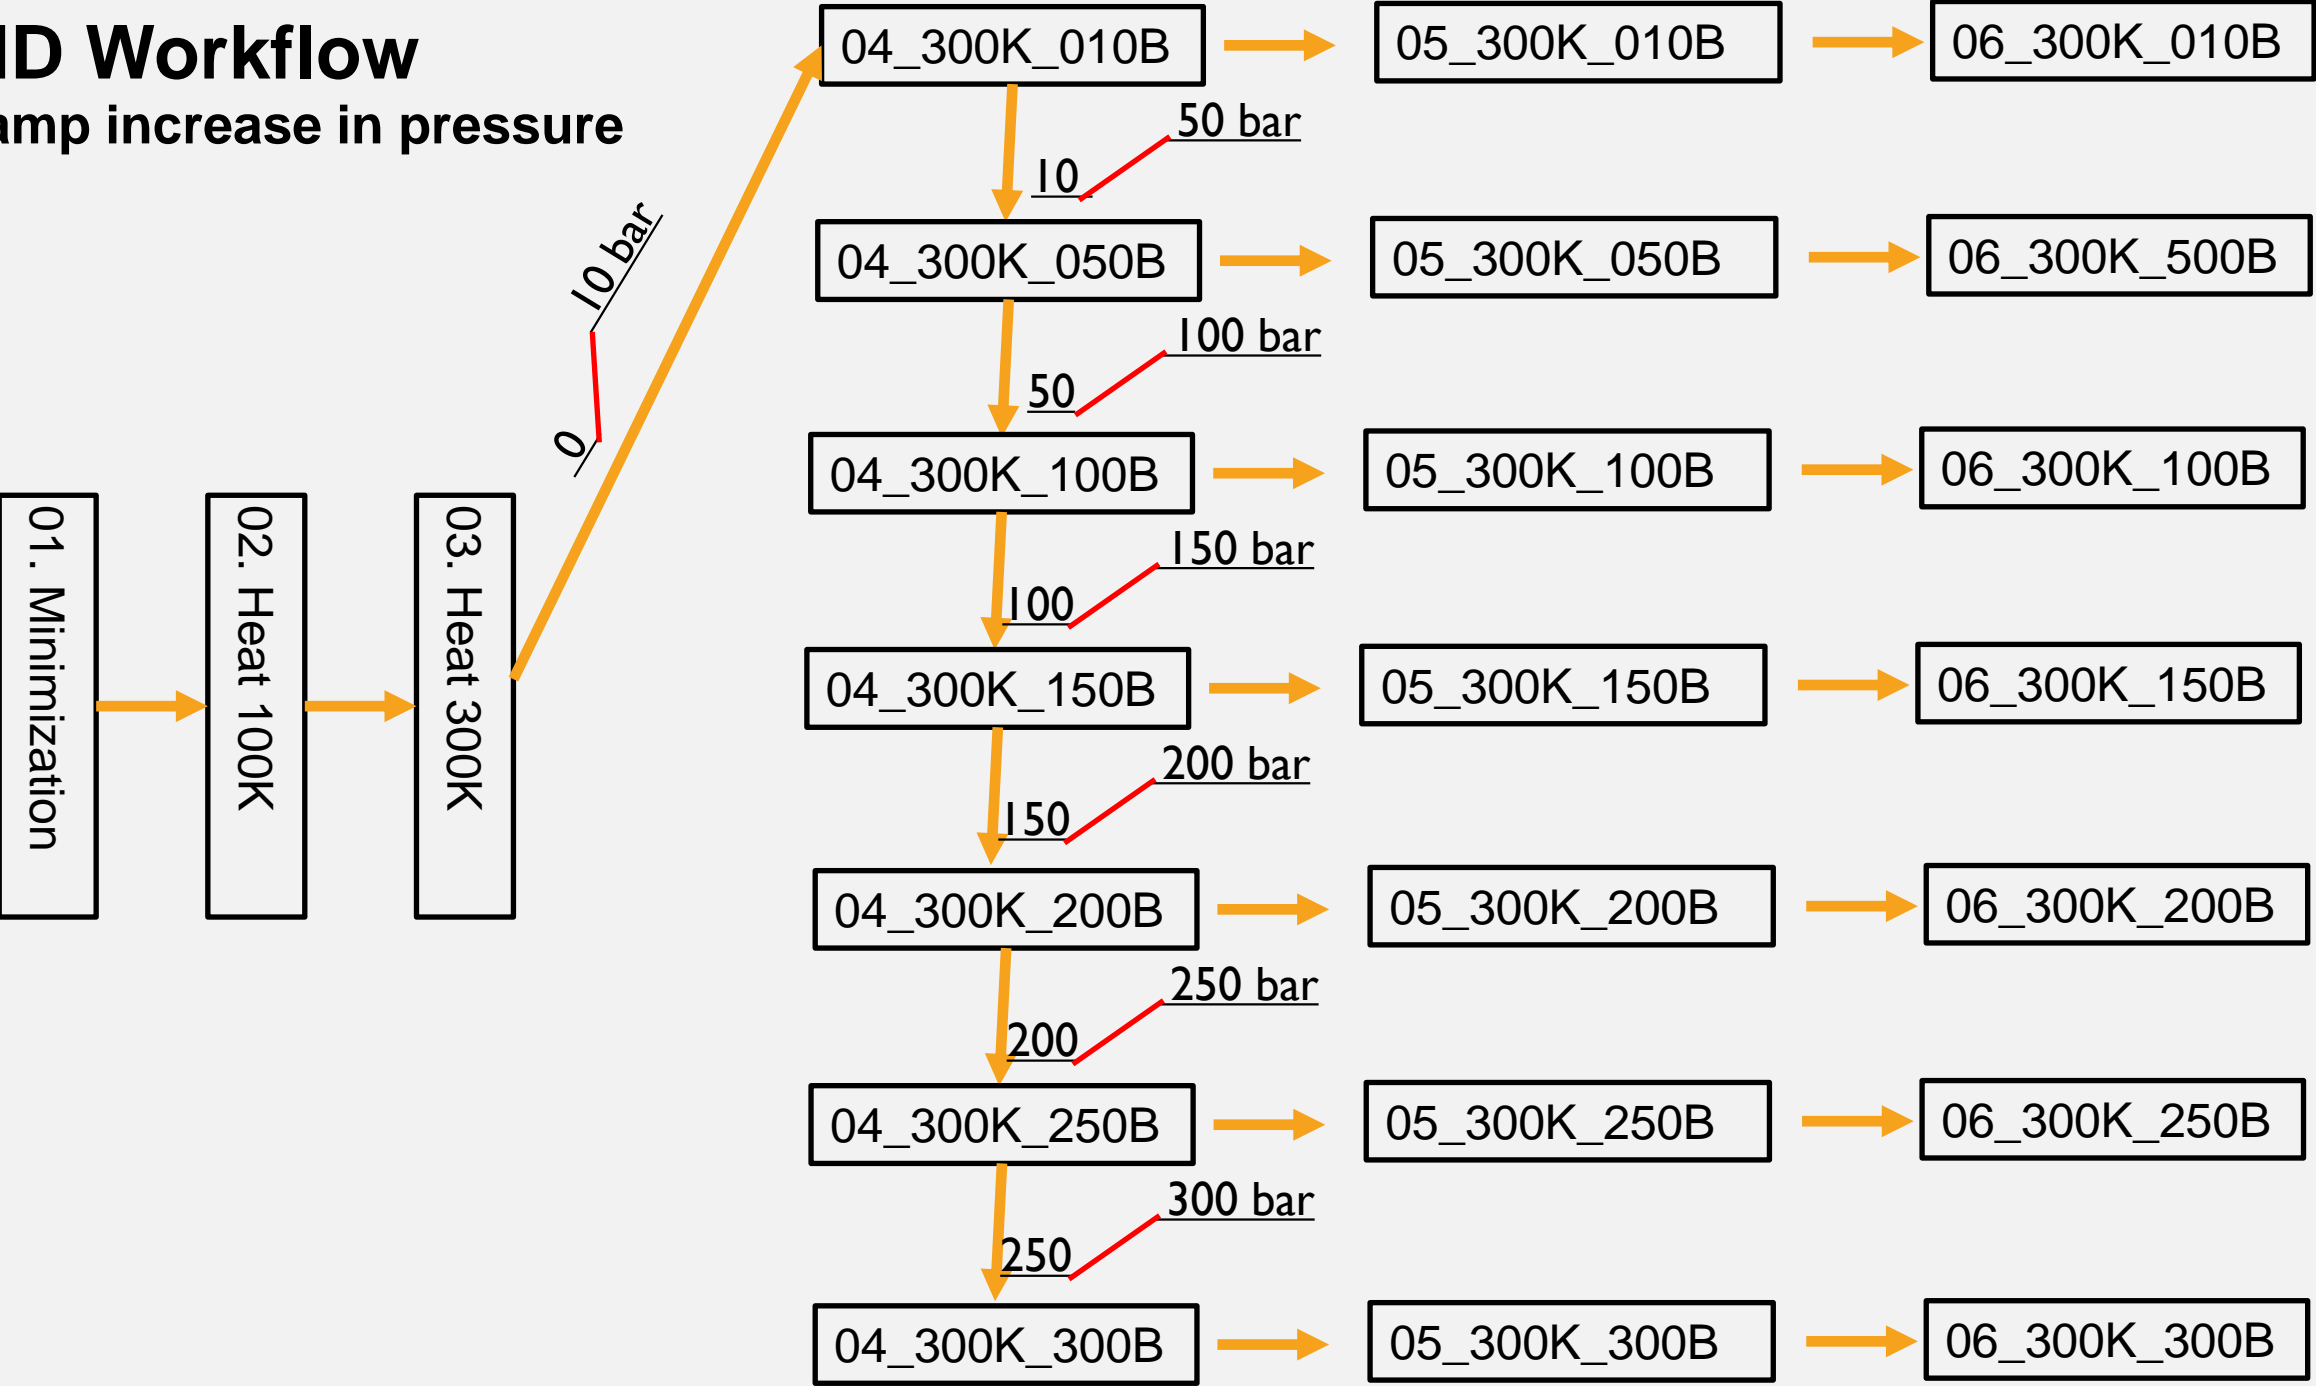 Workflow
increase in pressure
04_300K_010B
05_300K_010B
06_300K_010B
50 bar
10
10 bar
0
04_300K_050B
05_300K_050B
06_300K_500B
100 bar
50
04_300K_100B
05_300K_100B
06_300K_100B
01. Minimization
02. Heat 100K
03. Heat 300K
150 bar
100
04_300K_150B
05_300K_150B
06_300K_150B
200 bar
150
04_300K_200B
05_300K_200B
06_300K_200B
250 bar
200
04_300K_250B
05_300K_250B
06_300K_250B
300 bar
250
04_300K_300B
05_300K_300B
06_300K_300B